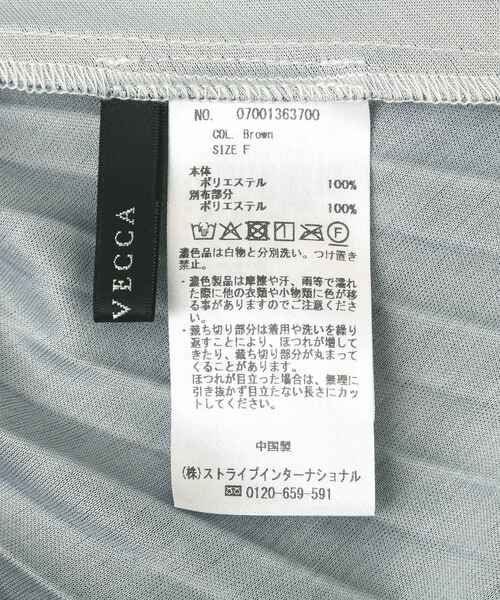 NO. 07001363700
COL. Brown
SIZE F
本体
ポリエステル 100%
別布部分
ポリエステル 100%
F
濃色品は白物と分別洗い。つけ置き
禁止。
・濃色製品は摩擦や汗、雨等で濡れ
た際に他の衣類や小物類に色が移
る事がありますのでご注意くださ
い。
・裁ち切り部分は着用や洗いを繰り
返すことにより、ほつれが増して
きたり、裁ち切り部分が丸まって
くることがあります。
ほつれが目立った場合は、無理に
引き抜かず目立たない長さにカッ
トしてください。
中国製
(株)ストライプインターナショナル
0120-659-591
VECCA